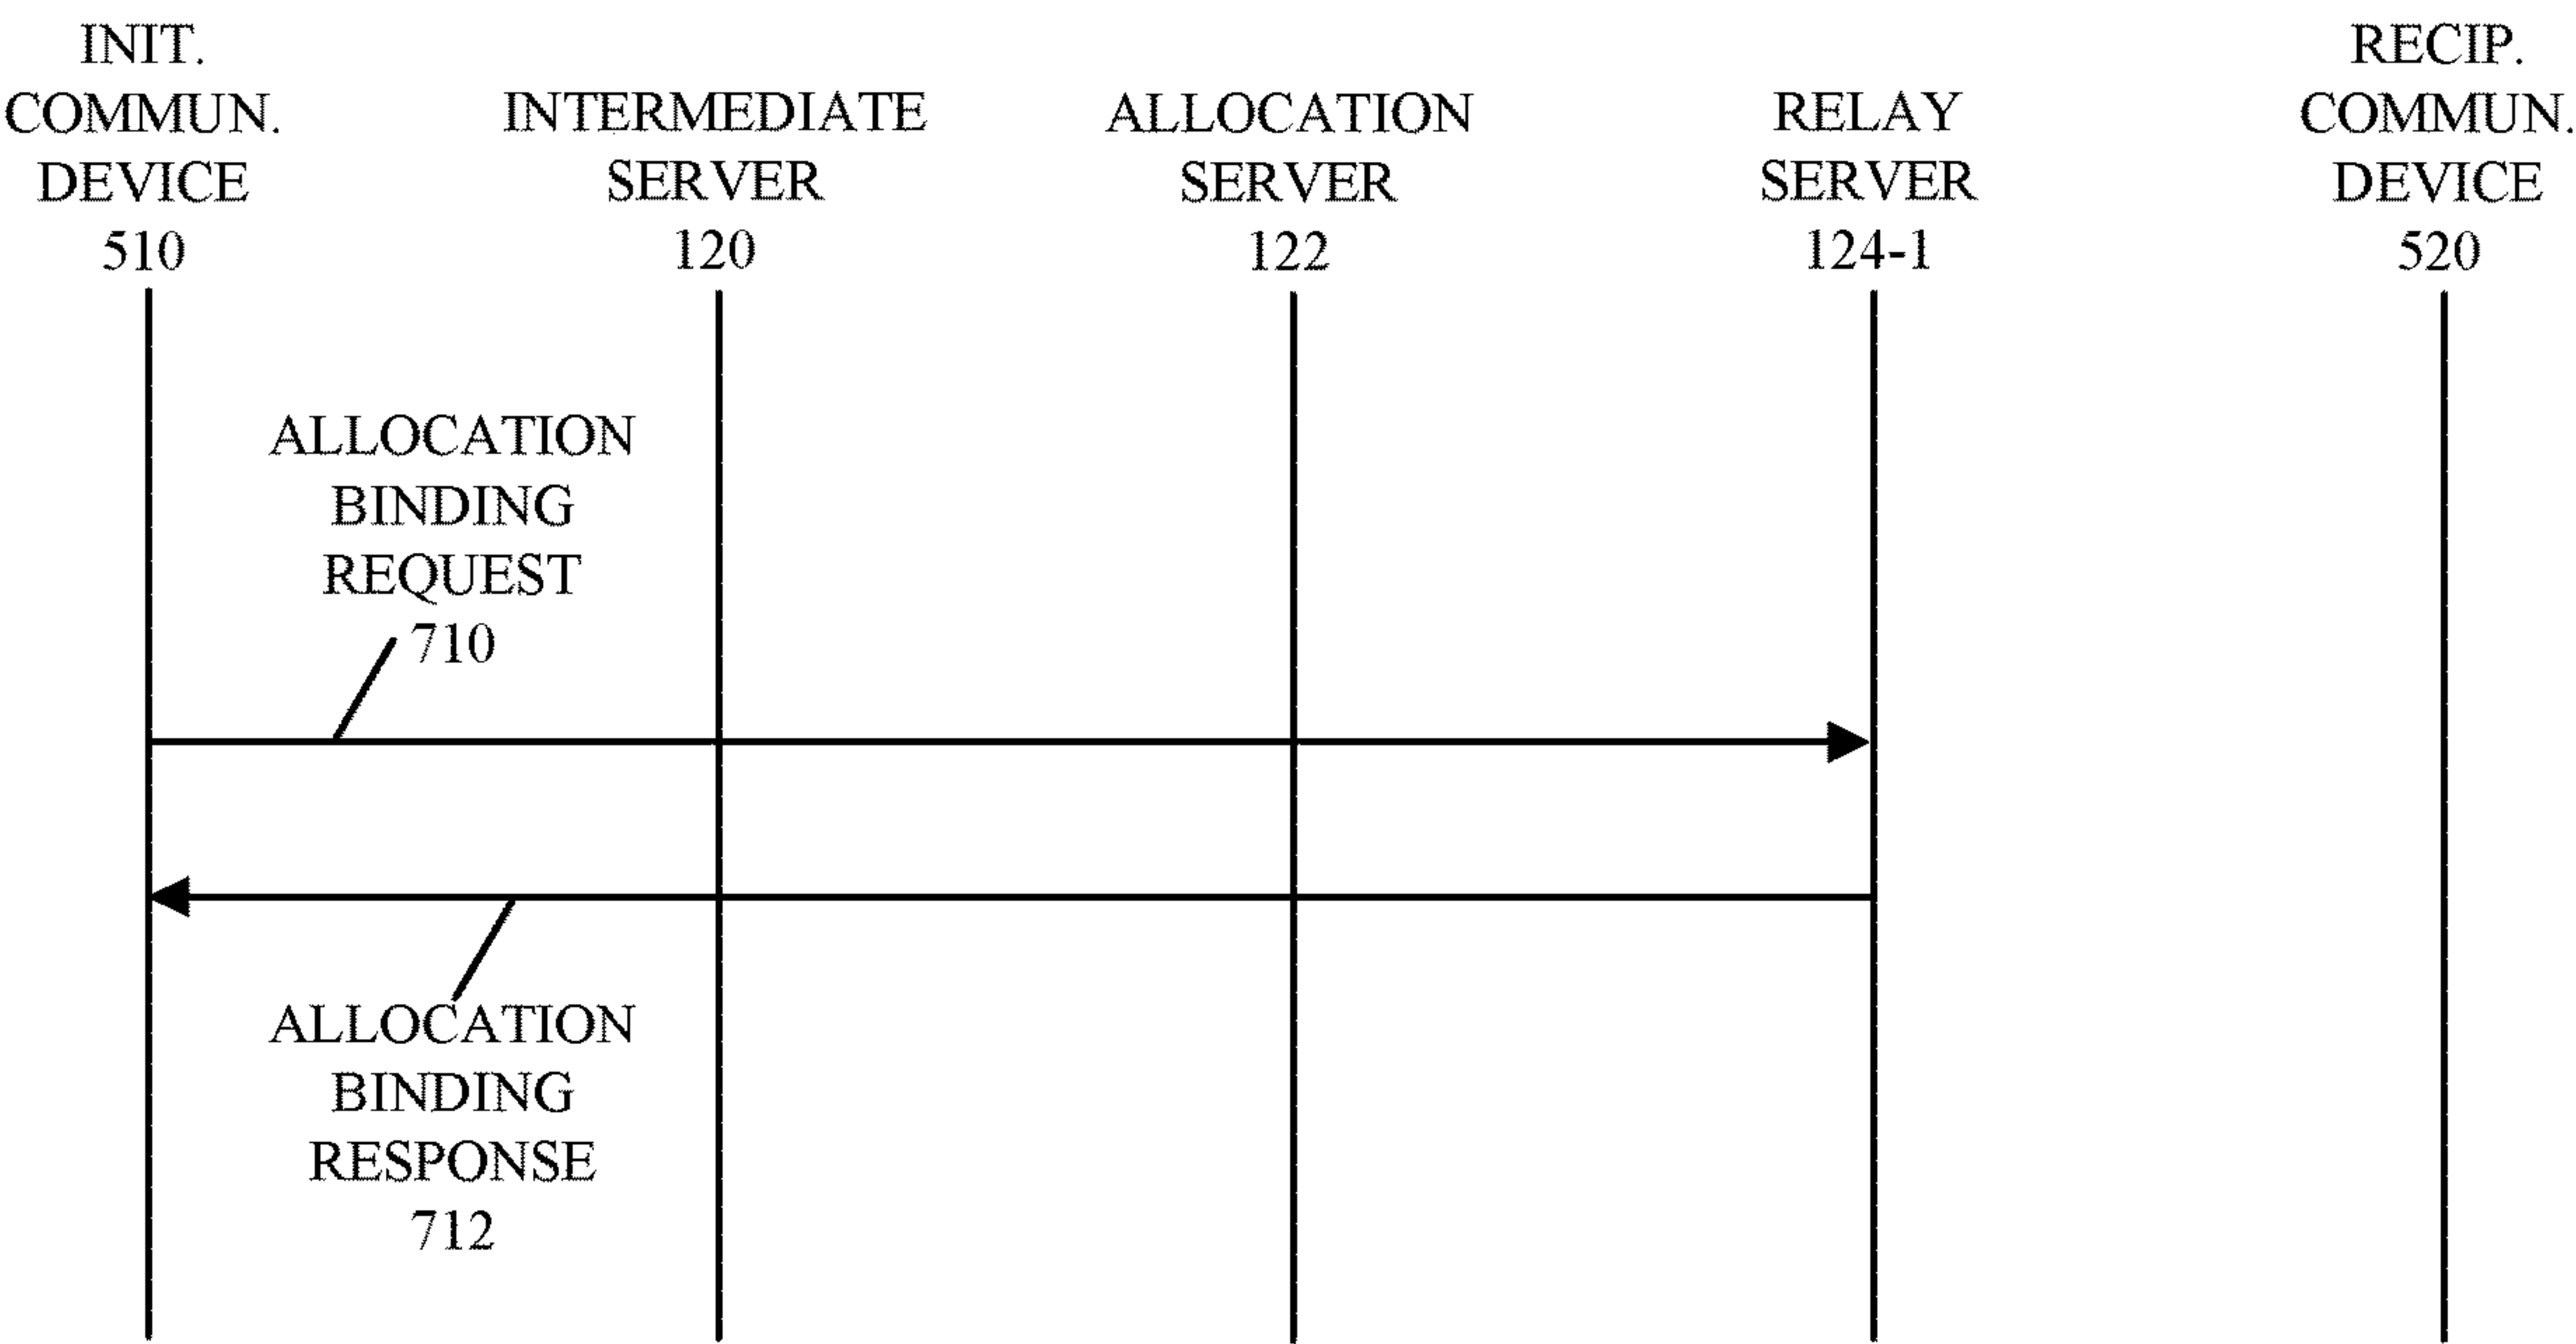 INIT.
COMMUN.
DEVICE
510
INTERMEDIATE
SERVER
120
ALLOCATION
SERVER
122
RELAY
SERVER
124-1
RECIP.
COMMUN.
DEVICE
520
ALLOCATION
BINDING
REQUEST
710
ALLOCATION
BINDING
RESPONSE
712